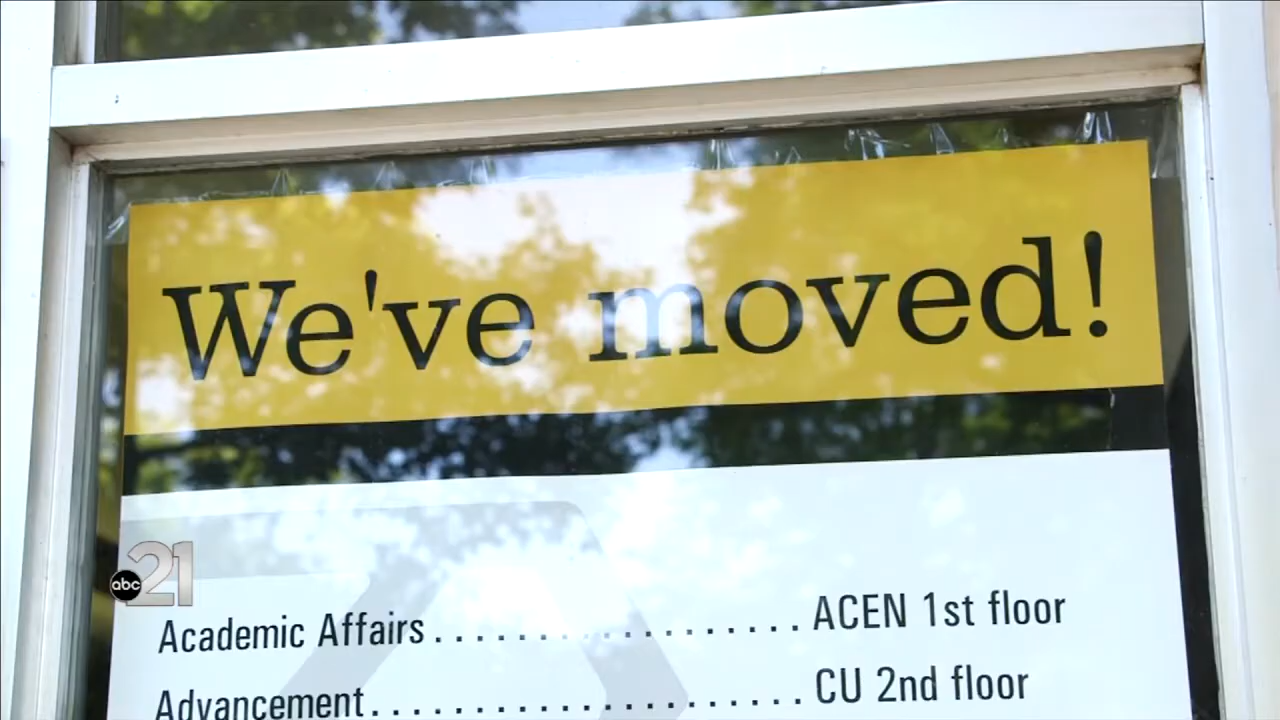 We've moved!
abc 21
Academic Affairs.................. ACEN 1st floor
Advancement...................... CU 2nd floor